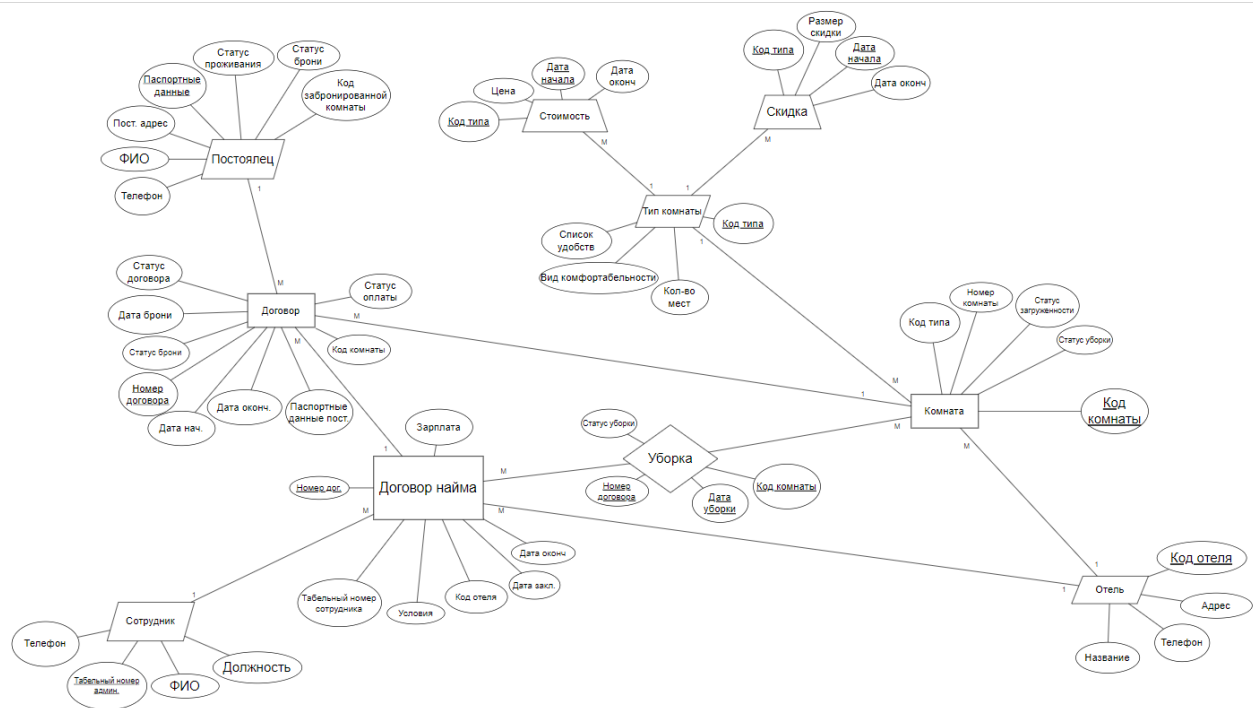 Статус
проживания
Статус
брони
Паспортные
данные
Код
забронированной
комнаты
Пост. адрес
ФИО
Телефон
Постоялец
1
М
Цена
Дата
начала
Дата
оконч
Код типа
Стоимость
М
1
Код типа
Размер
скидки
Дата
начала
Дата оконч
Скидка
М
1
Тип комнаты
Код типа
Список
удобств
Вид комфортабельности
Кол-во
мест
1
М
Статус
договора
Дата брони
Статус брони
Номер
договора
Дата нач.
Дата оконч.
Паспортные
данные пост.
Код комнаты
Статус
оплаты
Договор
М
1
М
1
Код типа
Номер
комнаты
Статус
загруженности
Статус уборки
Код
комнаты
Комната
М
М
Зарплата
Номер дог.
Договор найма
М
М
М
Статус уборки
Уборка
Номер
договора
Дата
уборки
Код комнаты
Табельный номер
сотрудника
Условия
Код отеля
Дата закл.
Дата оконч
1
Сотрудник
Телефон
Табельный номер
админ.
ФИО
Должность
1
1
Отель
Код отеля
Адрес
Телефон
Название